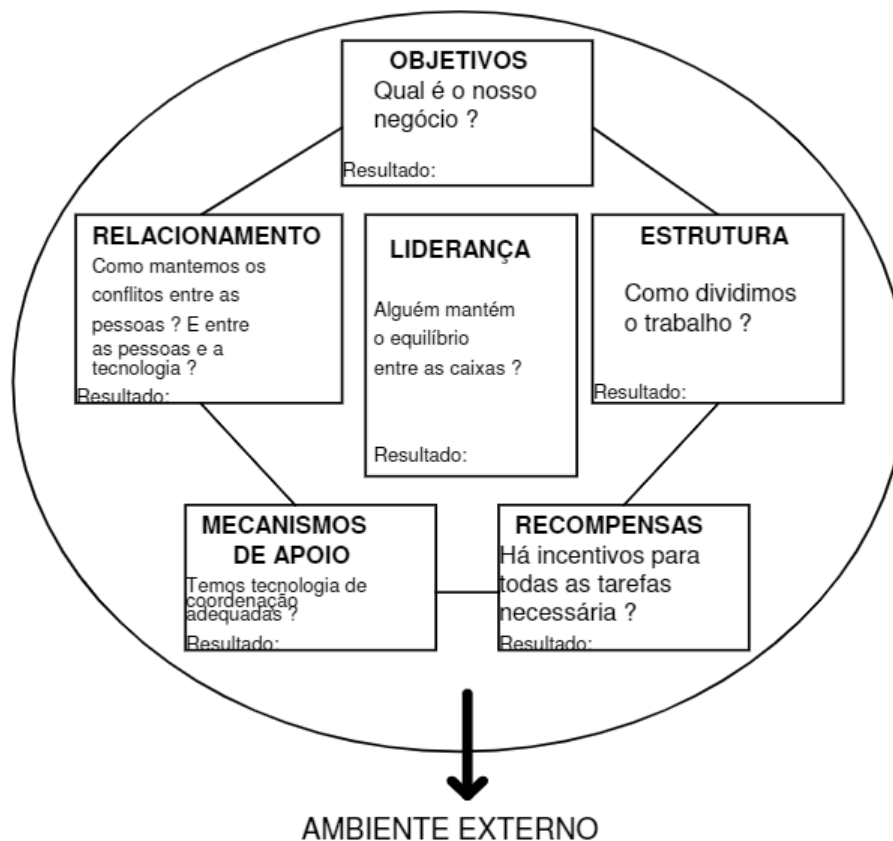 OBJETIVOS
Qual é o nosso
negócio ?
Resultado:
RELACIONAMENTO
Como mantemos os
conflitos entre as
pessoas ? E entre
as pessoas e a
tecnologia ?
Resultado:
LIDERANÇA
Alguém mantém
o equilíbrio
entre as caixas ?
Resultado:
ESTRUTURA
Como dividimos
o trabalho ?
Resultado:
MECANISMOS
DE APOIO
Temos tecnologia de
coordenação
adequadas ?
Resultado:
RECOMPENSAS
Há incentivos para
todas as tarefas
necessária ?
Resultado:
AMBIENTE EXTERNO